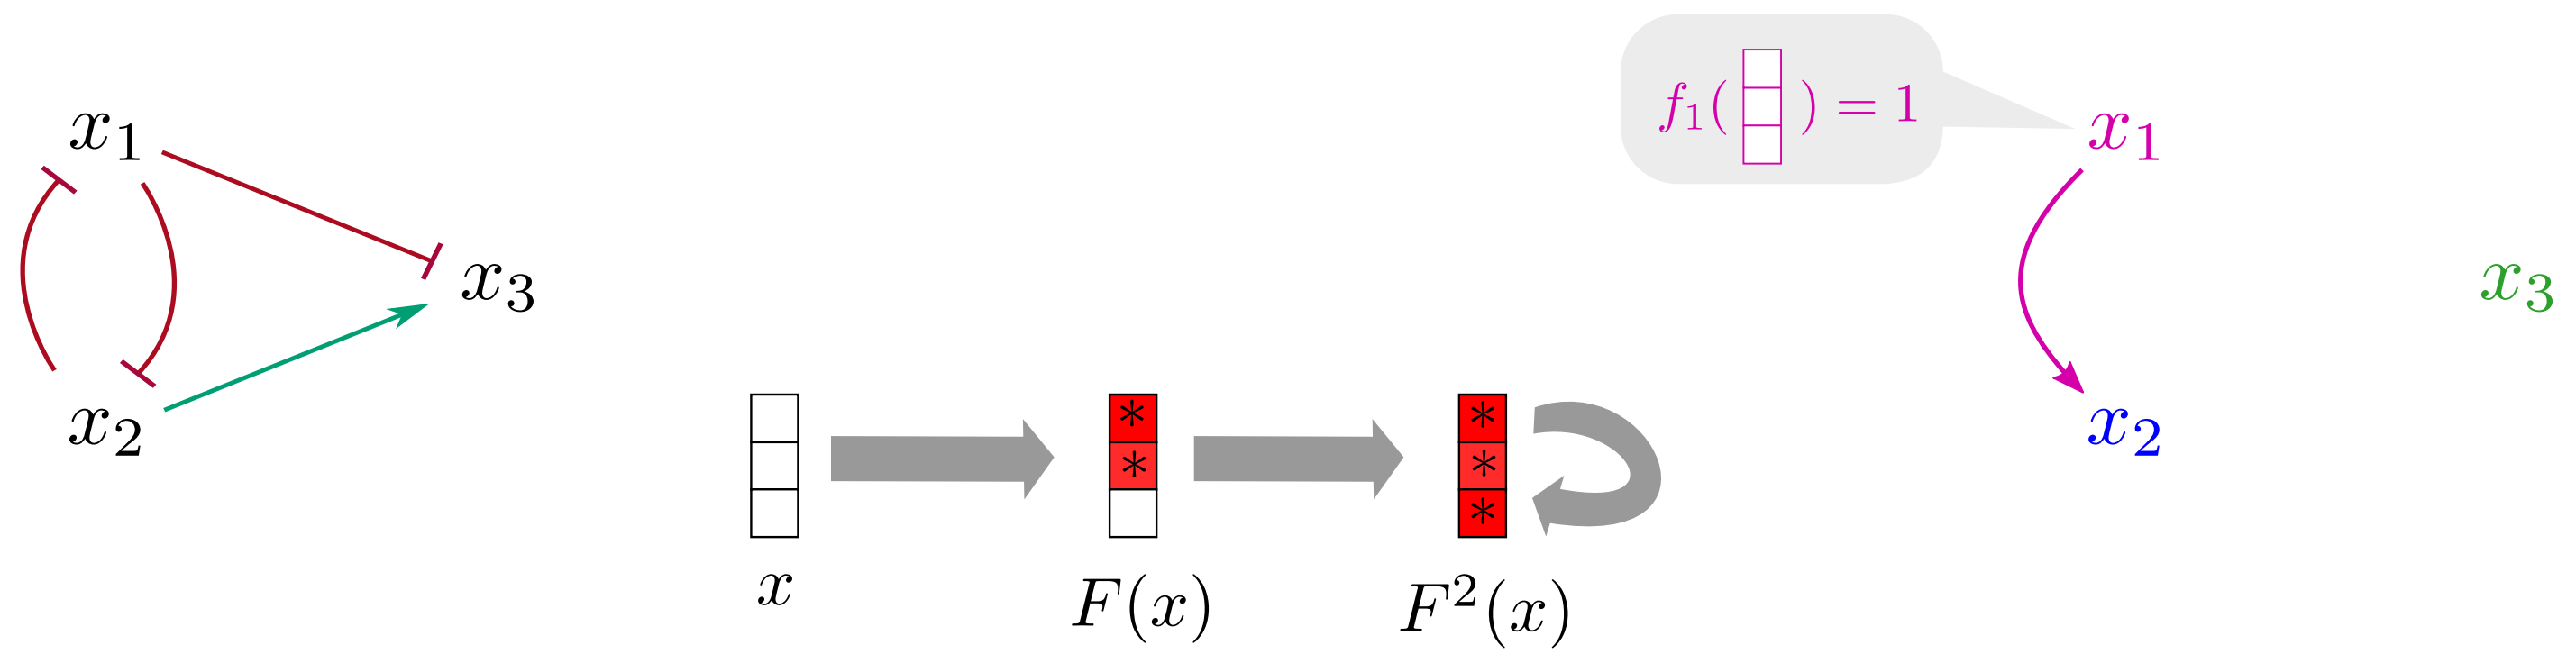 x₁
x₃
x₂
*
*
*
*
*
x
F(x)
F²(x)
f₁( ) = 1
x₁
x₃
x₂